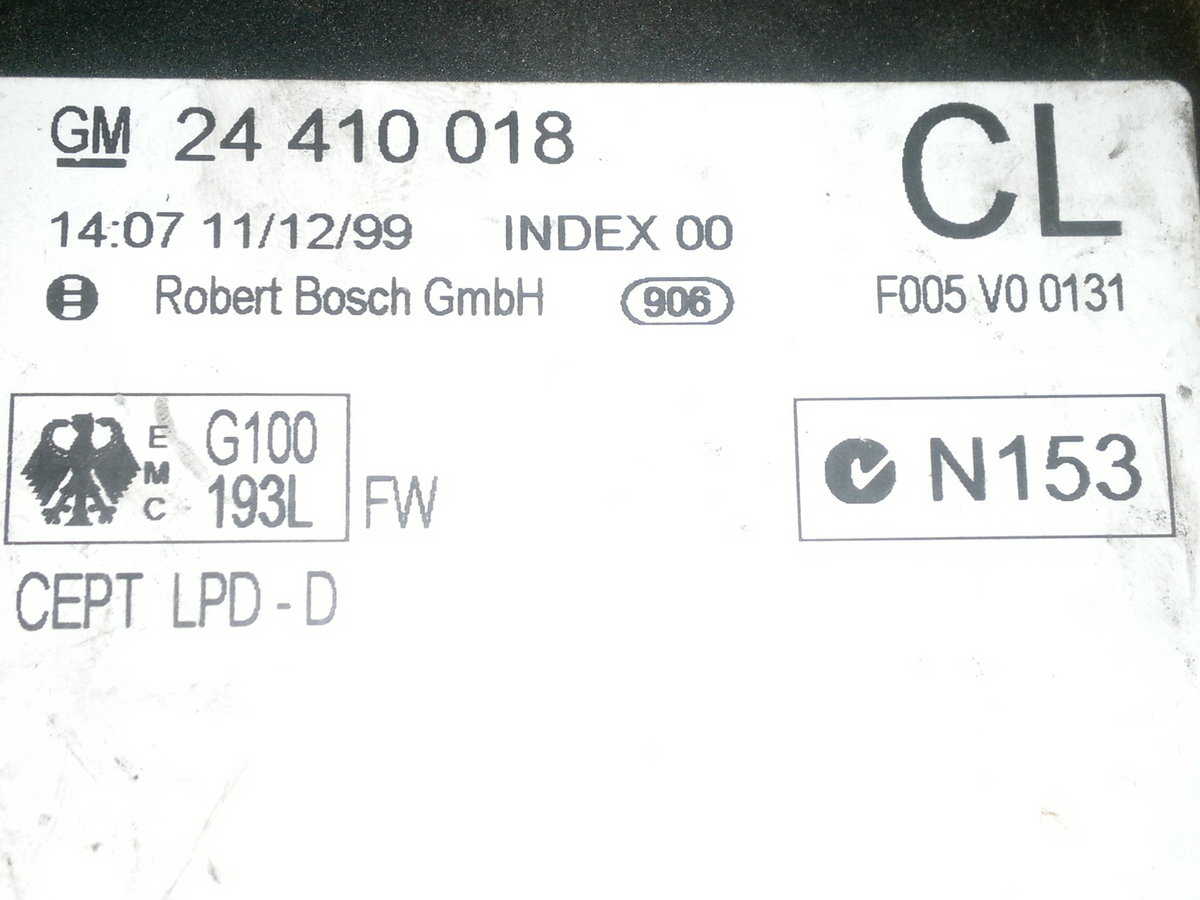 GM 24 410 018
CL
14:07 11/12/99 INDEX 00
Robert Bosch GmbH 906 F005 V0 0131
EMC
G100
193L
FW
N153
CEPT LPD - D